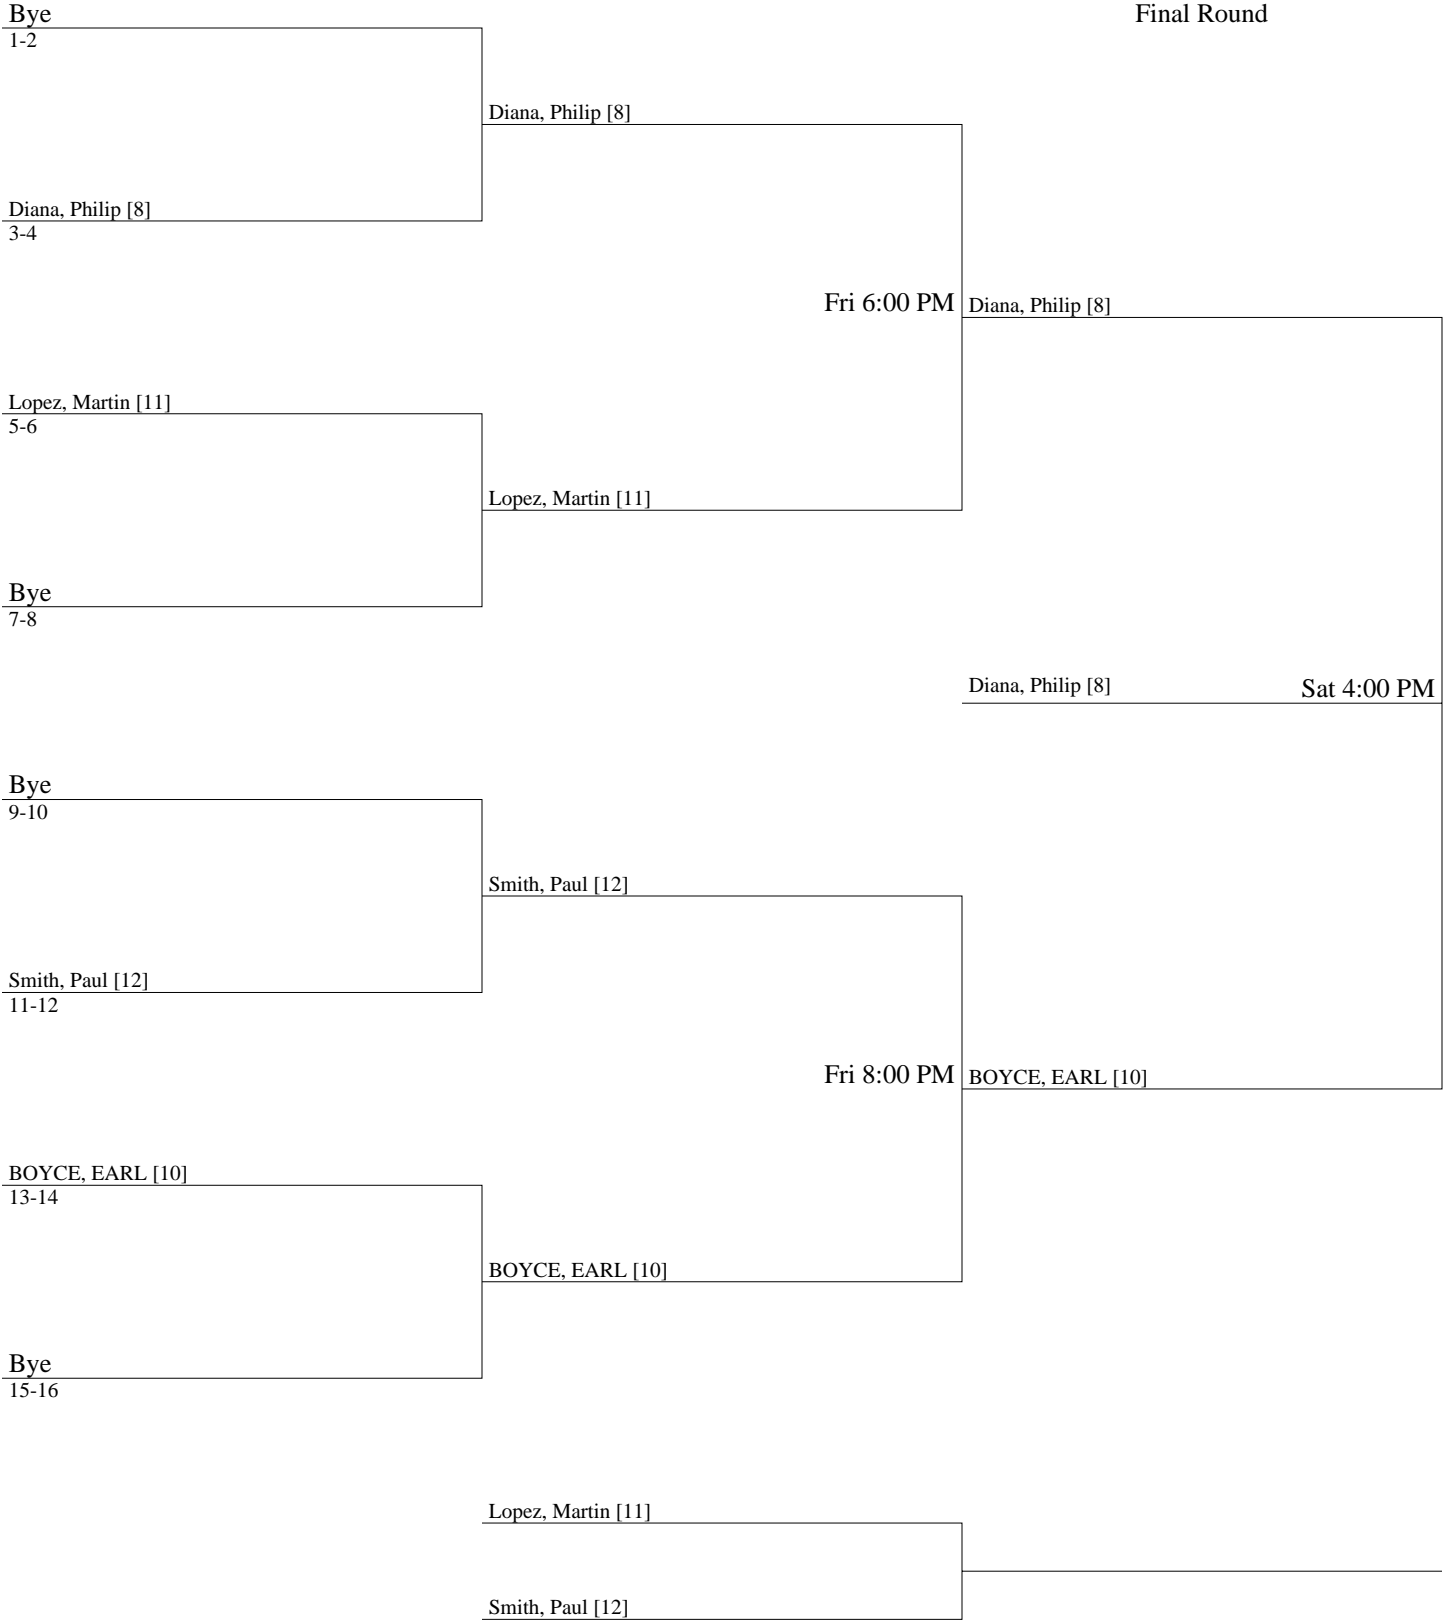 Bye
Final Round
1-2
Diana, Philip [8]
Diana, Philip [8]
3-4
Fri 6:00 PM
Diana, Philip [8]
Lopez, Martin [11]
5-6
Lopez, Martin [11]
Bye
7-8
Diana, Philip [8]
Sat 4:00 PM
Bye
9-10
Smith, Paul [12]
Smith, Paul [12]
11-12
Fri 8:00 PM
BOYCE, EARL [10]
BOYCE, EARL [10]
13-14
BOYCE, EARL [10]
Bye
15-16
Lopez, Martin [11]
Smith, Paul [12]